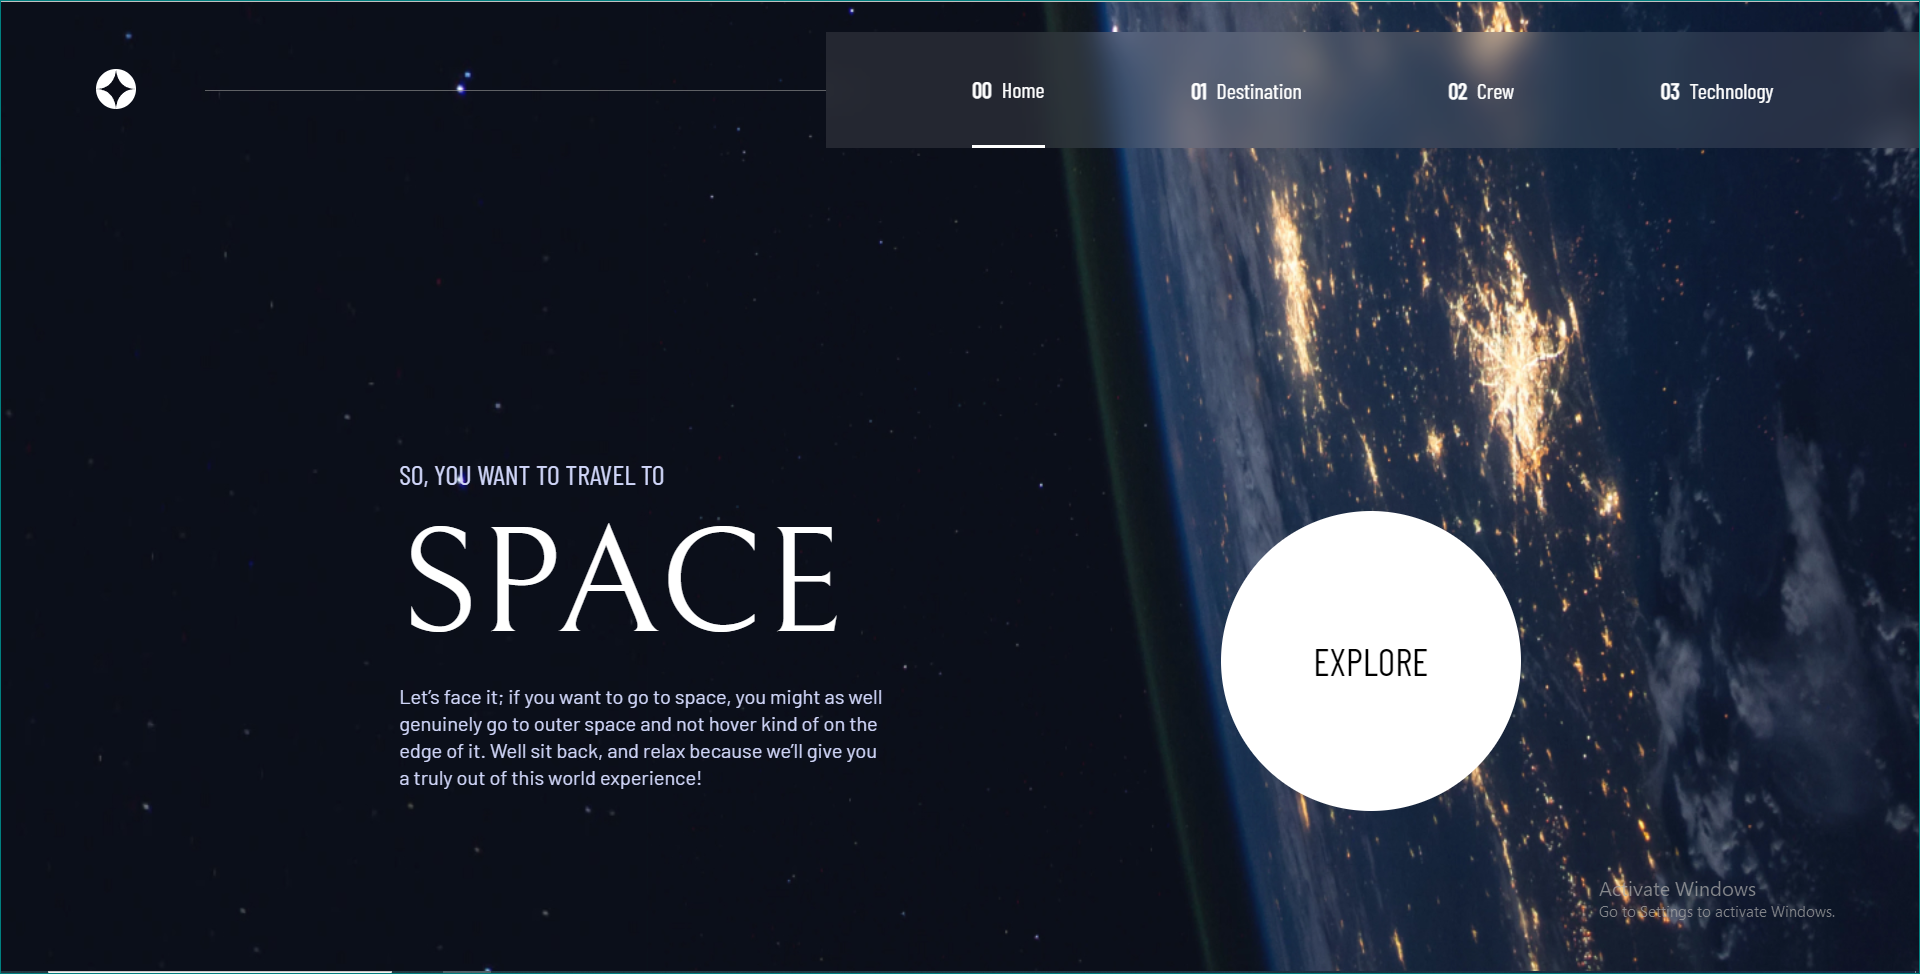 00 Home 01 Destination 02 Crew 03 Technology
SO, YOU WANT TO TRAVEL TO
SPACE
Let’s face it; if you want to go to space, you might as well
genuinely go to outer space and not hover kind of on the
edge of it. Well sit back, and relax because we’ll give you
a truly out of this world experience!
EXPLORE
Activate Windows
Go to Settings to activate Windows.